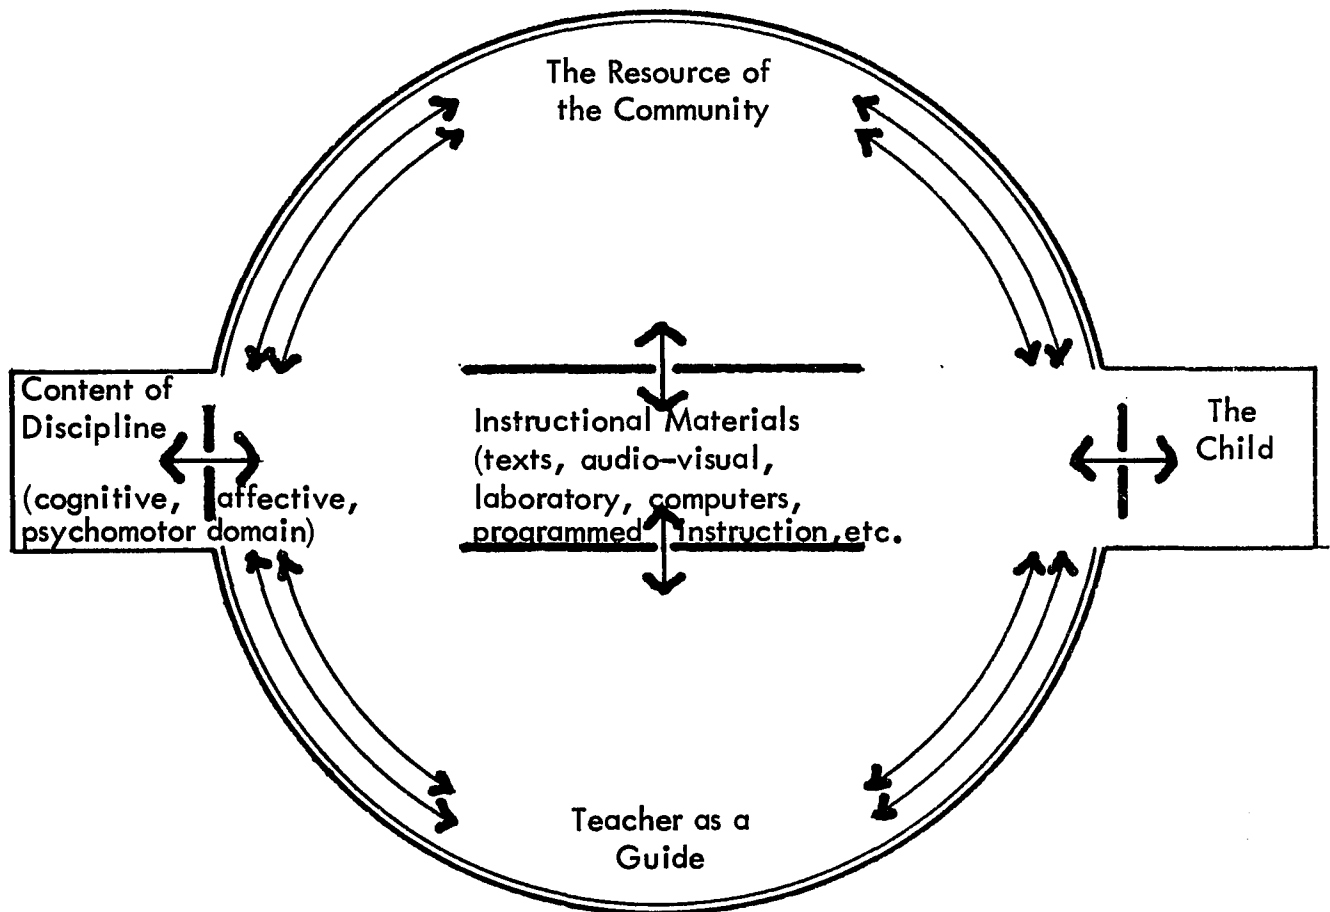 The Resource of
the Community
Content of
Discipline
(cognitive, affective,
psychomotor domain)
Instructional Materials
(texts, audio-visual,
laboratory, computers,
programmed instruction,etc.
The
Child
Teacher as a
Guide